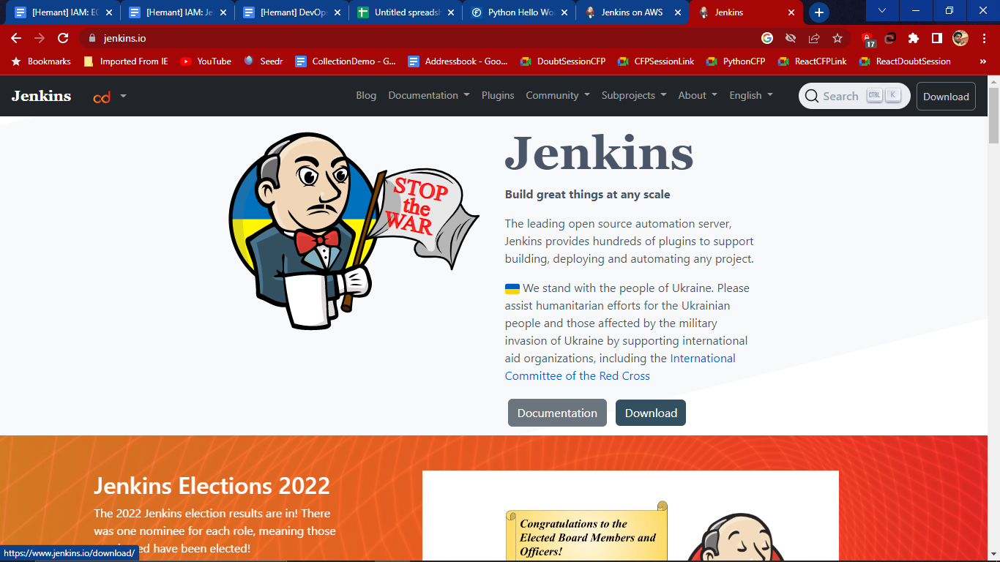 [Hemant] IAM: EC
[Hemant] IAM: Je
[Hemant] DevOp
Untitled spreadsh
Python Hello Wo
Jenkins on AWS
Jenkins
jenkins.io
17
Bookmarks
Imported From IE
YouTube
Seedr
CollectionDemo - G...
Addressbook - Goo...
DoubtSessionCFP
CFPSessionLink
PythonCFP
ReactCFPLink
ReactDoubtSession
»
Jenkins
cd
Blog
Documentation
Plugins
Community
Subprojects
About
English
Search
CTRL
K
Download
STOP
the
WAR
Jenkins
Build great things at any scale
The leading open source automation server,
Jenkins provides hundreds of plugins to support
building, deploying and automating any project.
We stand with the people of Ukraine. Please
assist humanitarian efforts for the Ukrainian
people and those affected by the military
invasion of Ukraine by supporting international
aid organizations, including the International
Committee of the Red Cross
Documentation
Download
Jenkins Elections 2022
The 2022 Jenkins election results are in! There
was one nominee for each role, meaning those
ed have been elected!
Congratulations to the
Elected Board Members and
Officers!
https://www.jenkins.io/download/